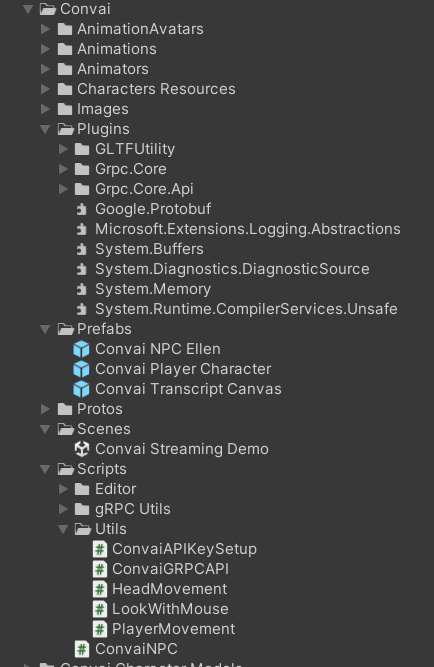 Convai
AnimationAvatars
Animations
Animators
Characters Resources
Images
Plugins
GLTFUtility
Grpc.Core
Grpc.Core.Api
Google.Protobuf
Microsoft.Extensions.Logging.Abstractions
System.Buffers
System.Diagnostics.DiagnosticSource
System.Memory
System.Runtime.CompilerServices.Unsafe
Prefabs
Convai NPC Ellen
Convai Player Character
Convai Transcript Canvas
Protos
Scenes
Convai Streaming Demo
Scripts
Editor
gRPC Utils
Utils
ConvaiAPIKeySetup
ConvaiGRPCAPI
HeadMovement
LookWithMouse
PlayerMovement
ConvaiNPC
Convai Character Models